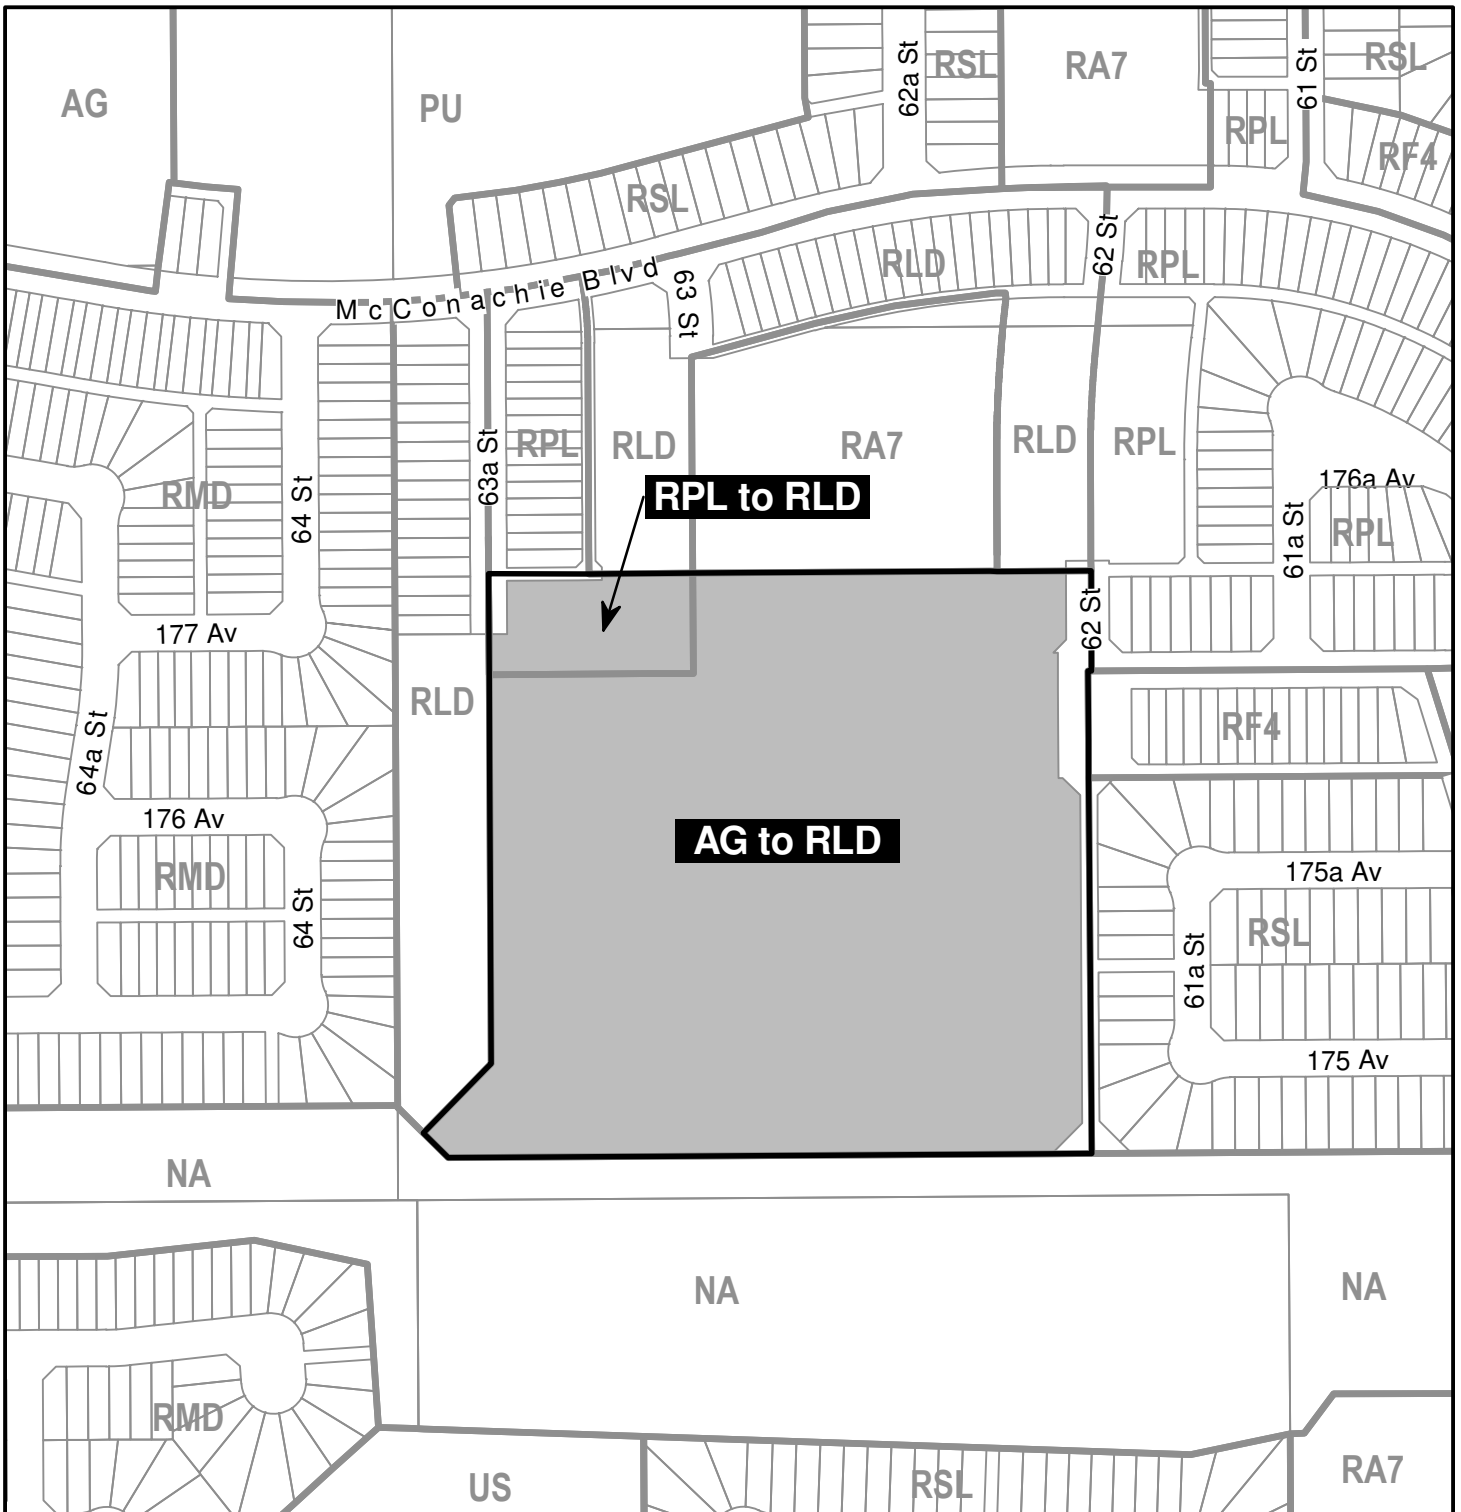 AG
PU
62a St
RSL
RA7
61 St
RSL
RPL
RF4
RSL
62 St
RLD
RPL
McConachie Blvd
63 St
RPL
RLD
RA7
RLD
RPL
63a St
RMD
64 St
RPL to RLD
176a Av
61a St
RPL
177 Av
62 St
RLD
RF4
64a St
176 Av
AG to RLD
RMD
64 St
175a Av
RSL
61a St
175 Av
NA
NA
NA
RMD
US
RSL
RA7